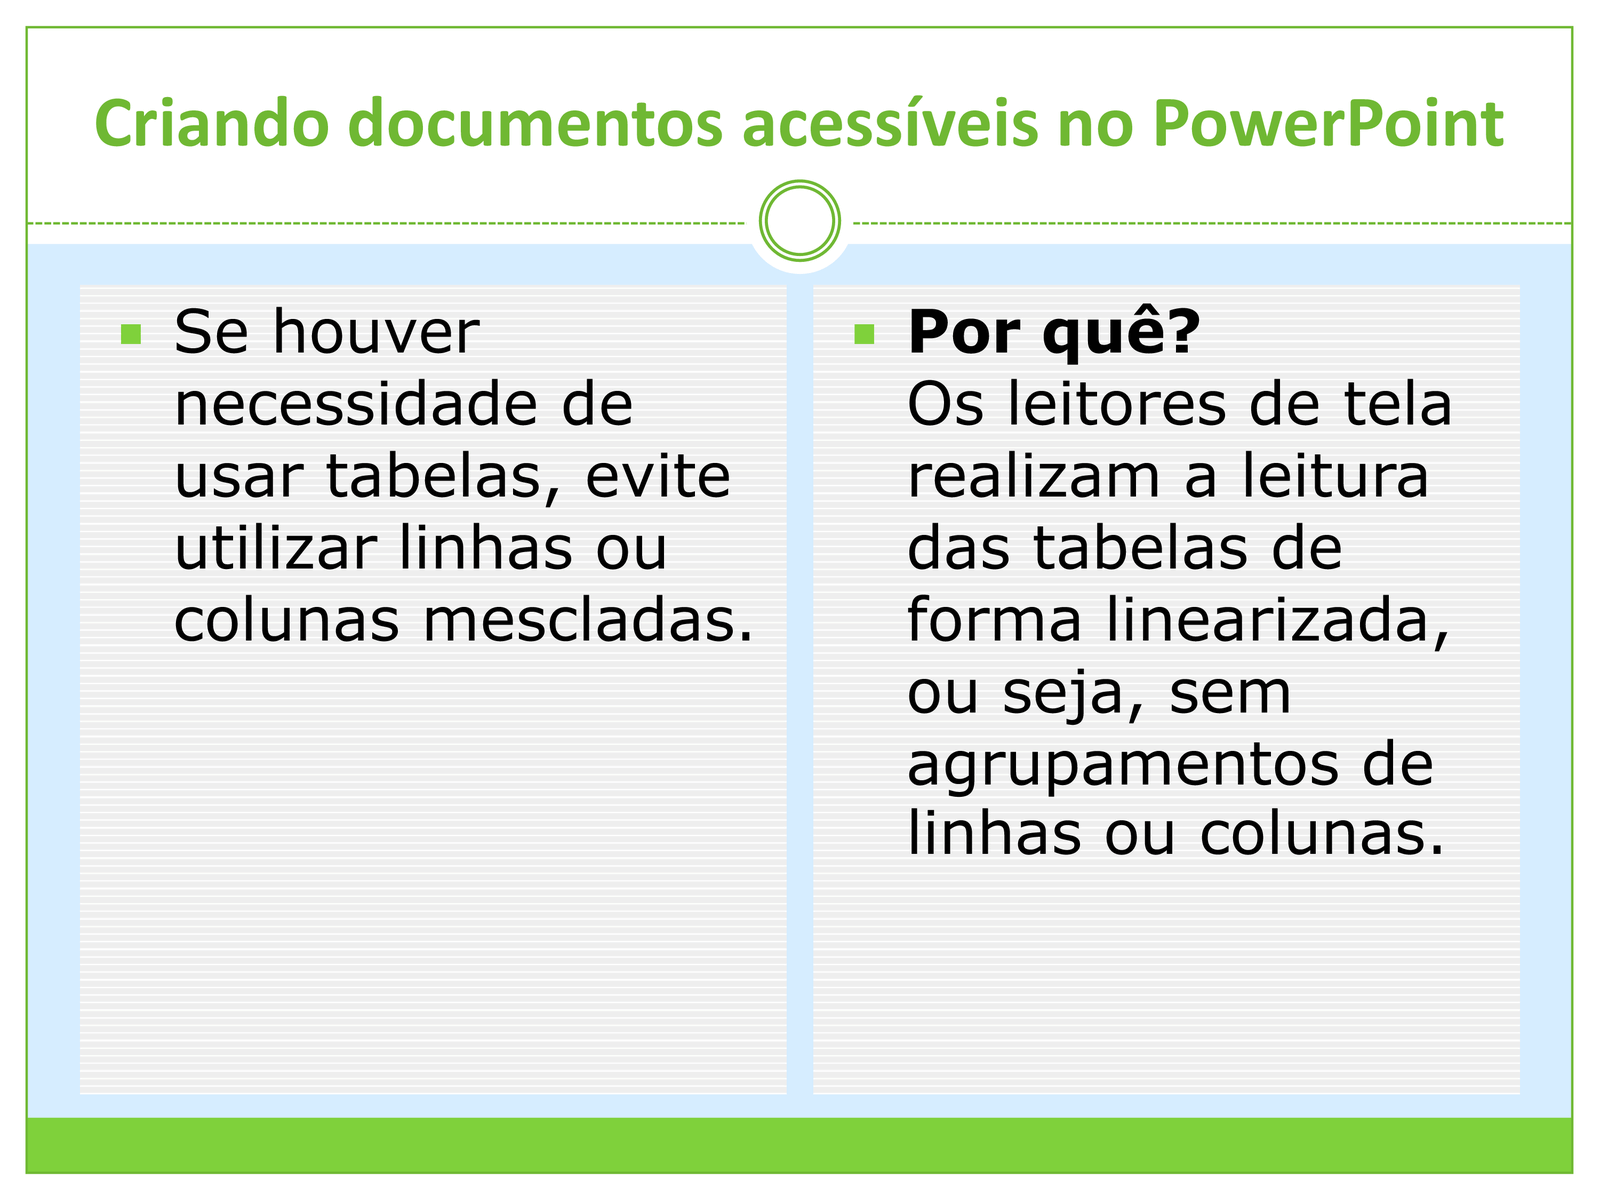 Criando documentos acessíveis no PowerPoint
Se houver
necessidade de
usar tabelas, evite
utilizar linhas ou
colunas mescladas.
Por quê?
Os leitores de tela
realizam a leitura
das tabelas de
forma linearizada,
ou seja, sem
agrupamentos de
linhas ou colunas.